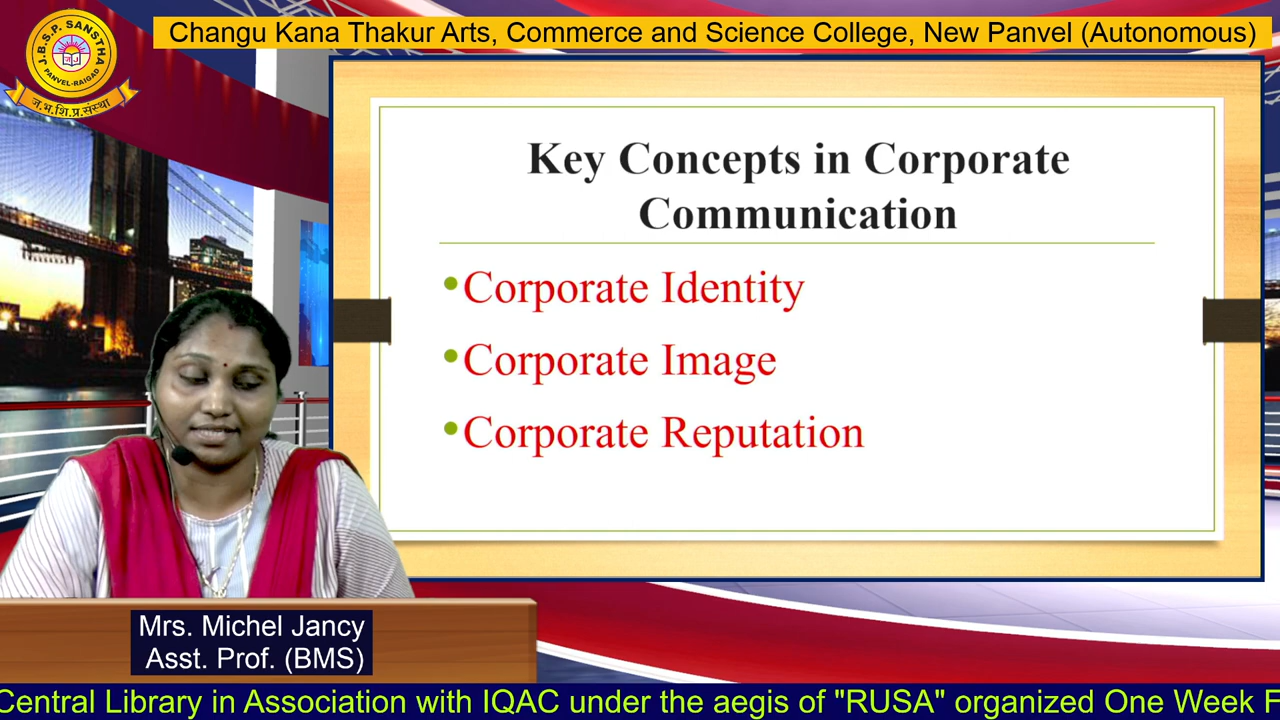 Changu Kana Thakur Arts, Commerce and Science College, New Panvel (Autonomous)
J.B.S.P. SANSTHA
PANVEL-RAIGAD
ज.भ.शि.प्र.संस्था
Key Concepts in Corporate
Communication
•Corporate Identity
•Corporate Image
•Corporate Reputation
Mrs. Michel Jancy
Asst. Prof. (BMS)
Central Library in Association with IQAC under the aegis of "RUSA" organized One Week F